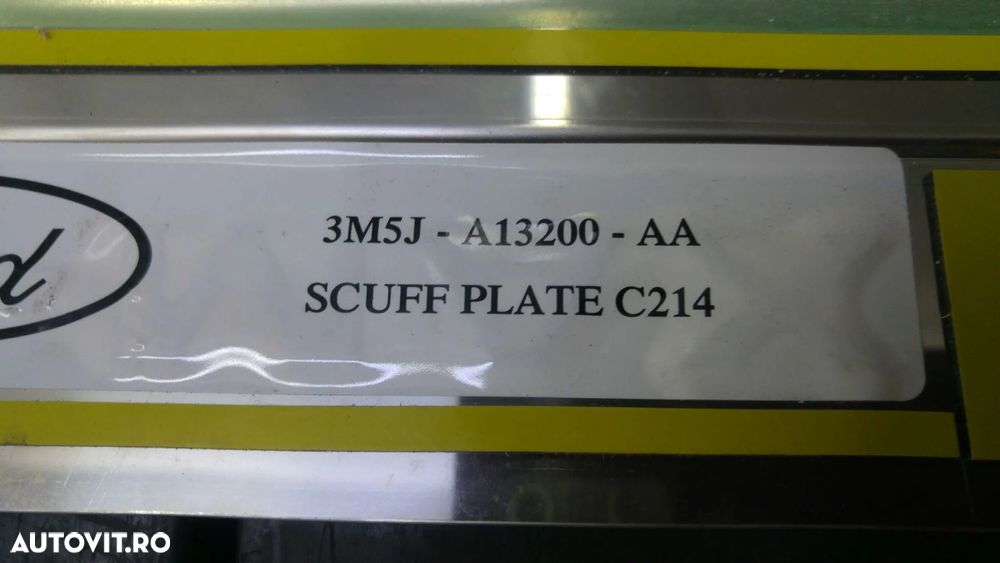 3M5J - A13200 - AA
SCUFF PLATE C214
d
AUTOVIT.RO